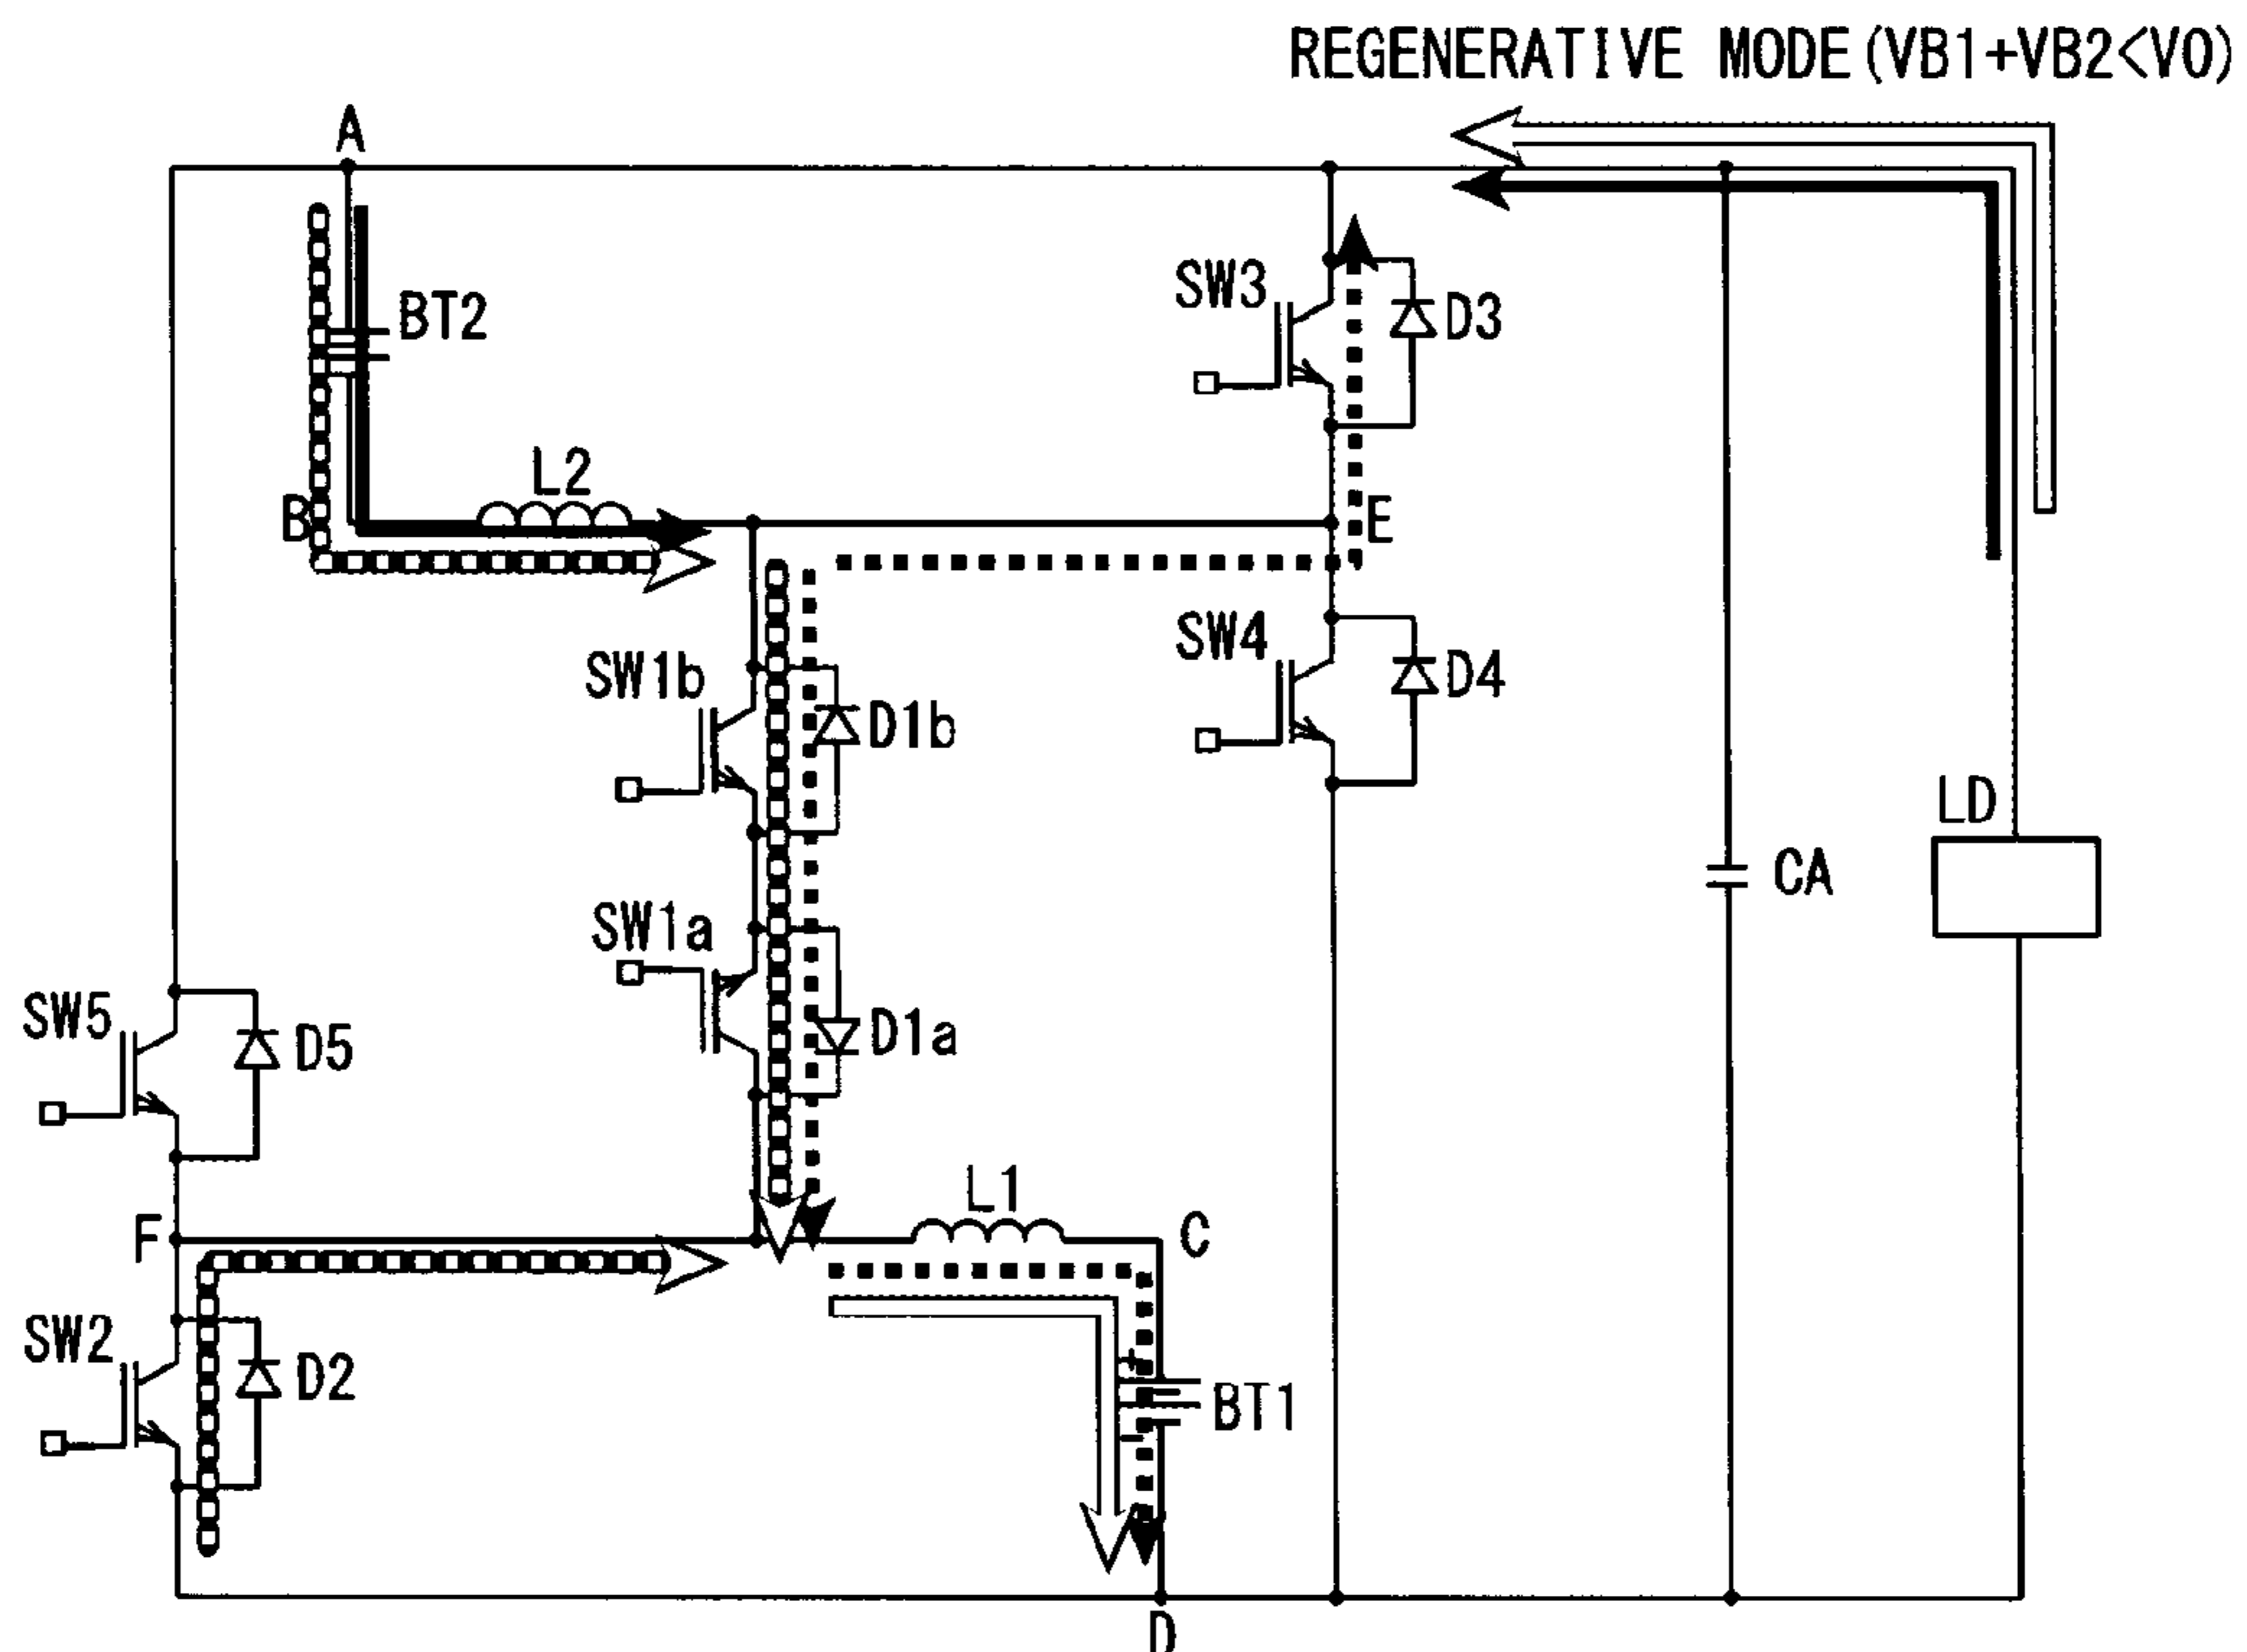 REGENERATIVE MODE(VB1+VB2<VO)
A
SW3
D3
BT2
L2
B
E
SW1b
D1b
SW4
D4
LD
CA
SW1a
D1a
SW5
D5
L1
F
C
SW2
D2
+
BT1
-
D